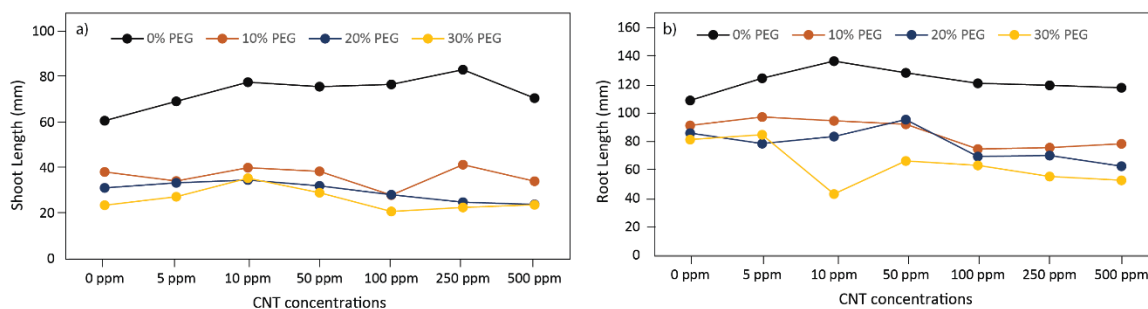 a)
0% PEG 10% PEG 20% PEG 30% PEG
Shoot Length (mm)
100
80
60
40
20
0
0 ppm 5 ppm 10 ppm 50 ppm 100 ppm 250 ppm 500 ppm
CNT concentrations
b)
0% PEG 10% PEG 20% PEG 30% PEG
Root Length (mm)
160
140
120
100
80
60
40
20
0
0 ppm 5 ppm 10 ppm 50 ppm 100 ppm 250 ppm 500 ppm
CNT concentrations